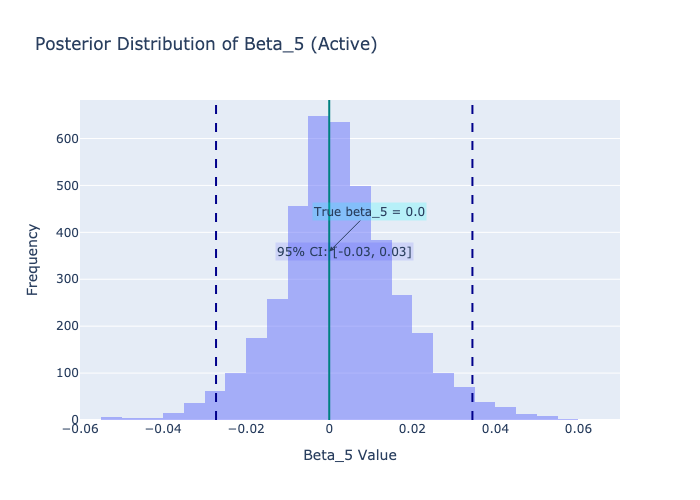 Posterior Distribution of Beta_5 (Active)
600
500
400
300
200
100
0
Frequency
True beta_5 = 0.0
95% CI: [-0.03, 0.03]
−0.06
−0.04
−0.02
0
0.02
0.04
0.06
Beta_5 Value